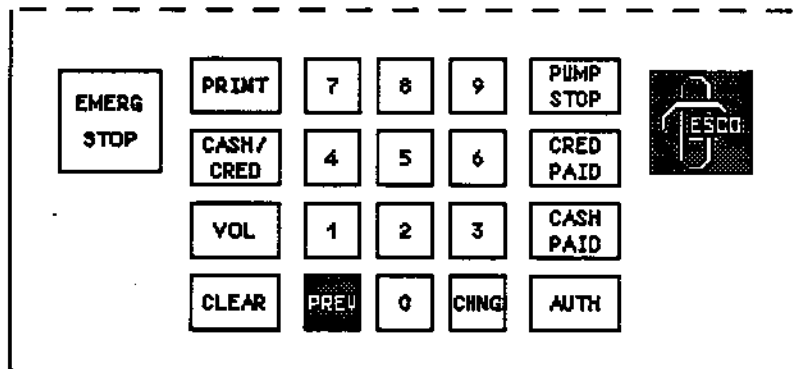 EMERG
STOP
PRINT 7 8 9 PUMP
STOP
CASH/
CRED 4 5 6 CRED
PAID
VOL 1 2 3 CASH
PAID
CLEAR PREV 0 CHNG AUTH
ESCO